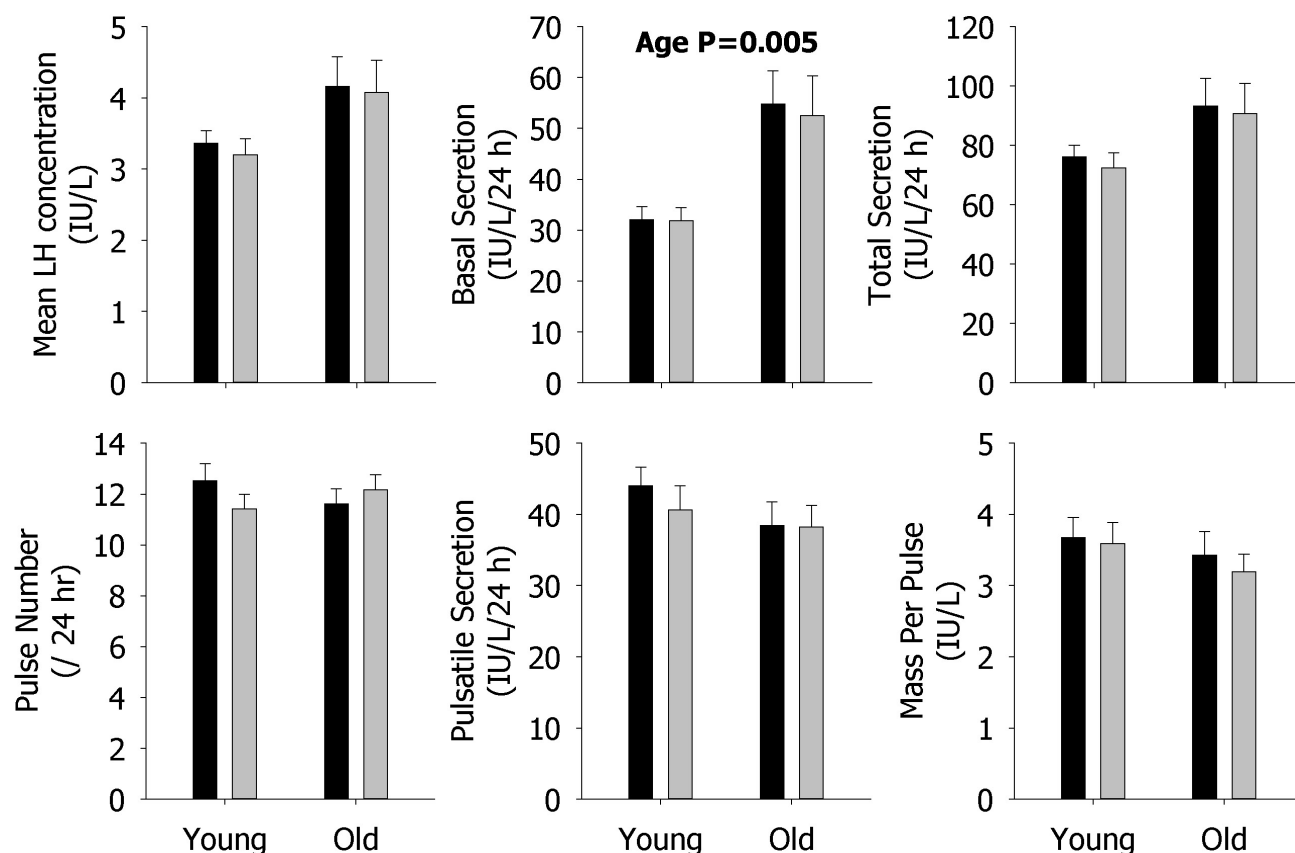 Mean LH concentration
(IU/L)
5
4
3
2
1
0
Basal Secretion
(IU/L/24 h)
70
60
50
40
30
20
10
0
Age P=0.005
Total Secretion
(IU/L/24 h)
120
100
80
60
40
20
0
Pulse Number
(/ 24 hr)
14
12
10
8
6
4
2
0
Young Old
Pulsatile Secretion
(IU/L/24 h)
50
40
30
20
10
0
Young Old
Mass Per Pulse
(IU/L)
5
4
3
2
1
0
Young Old